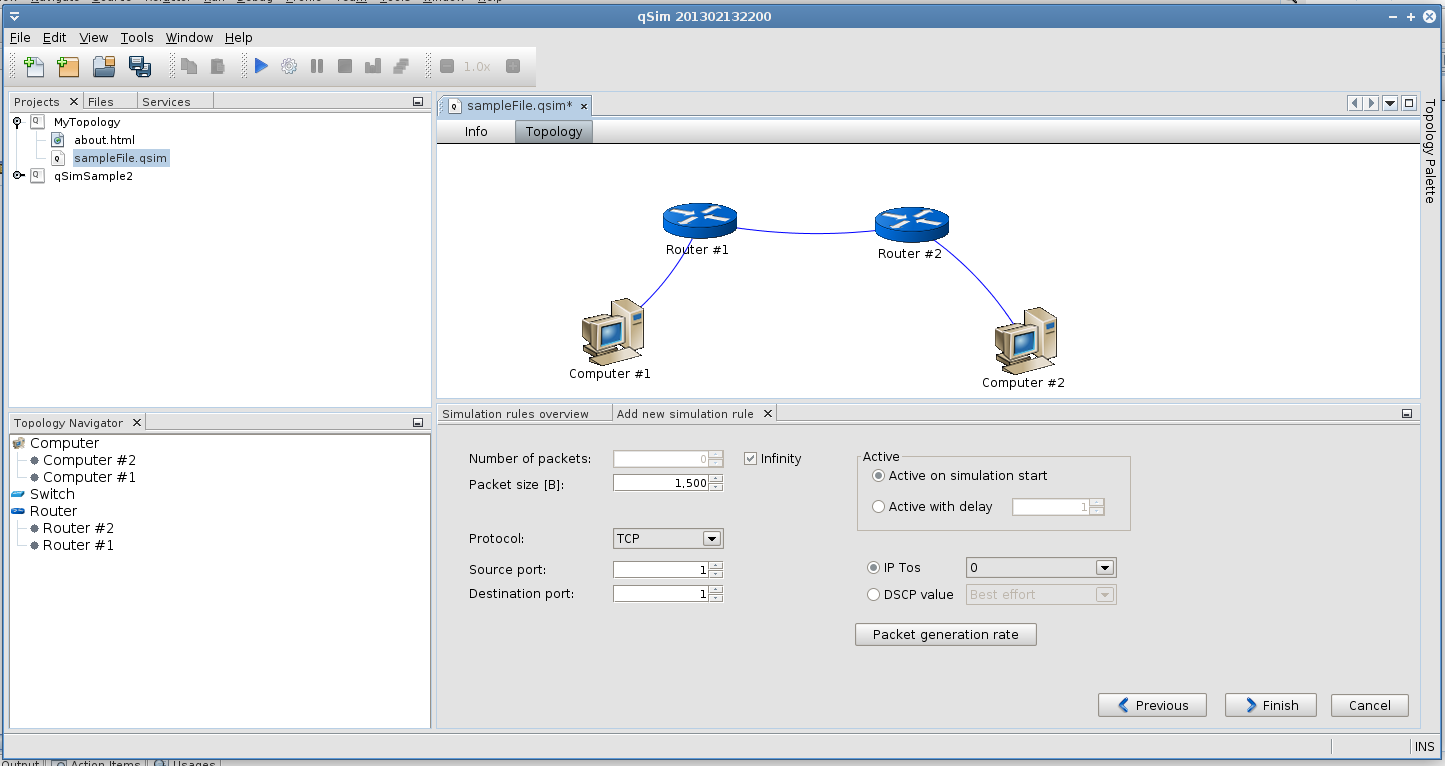 qSim 201302132200
File Edit View Tools Window Help
1.0x
Projects Files Services
MyTopology
about.html
sampleFile.qsim
qSimSample2
Topology Navigator
Computer
Computer #2
Computer #1
Switch
Router
Router #2
Router #1
sampleFile.qsim*
Info Topology
Router #1
Router #2
Computer #1
Computer #2
Topology Palette
Simulation rules overview Add new simulation rule
Number of packets: 0 Infinity
Packet size [B]: 1,500
Protocol: TCP
Source port: 1
Destination port: 1
Active
Active on simulation start
Active with delay 1
IP Tos 0
DSCP value Best effort
Packet generation rate
Previous Finish Cancel
INS
Output Action Items Usages